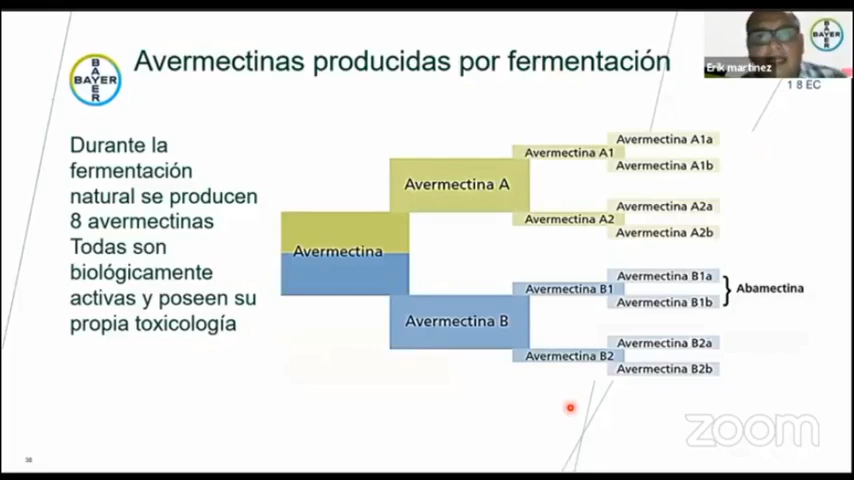 Avermectinas producidas por fermentación
BAYER
BAYER
BAYER
BAYER
Erik martinez
1 8 EC
Durante la
fermentación
natural se producen
8 avermectinas
Todas son
biológicamente
activas y poseen su
propia toxicología
Avermectina
Avermectina A
Avermectina B
Avermectina A1
Avermectina A2
Avermectina B1
Avermectina B2
Avermectina A1a
Avermectina A1b
Avermectina A2a
Avermectina A2b
Avermectina B1a
Avermectina B1b
Avermectina B2a
Avermectina B2b
Abamectina
zoom
38